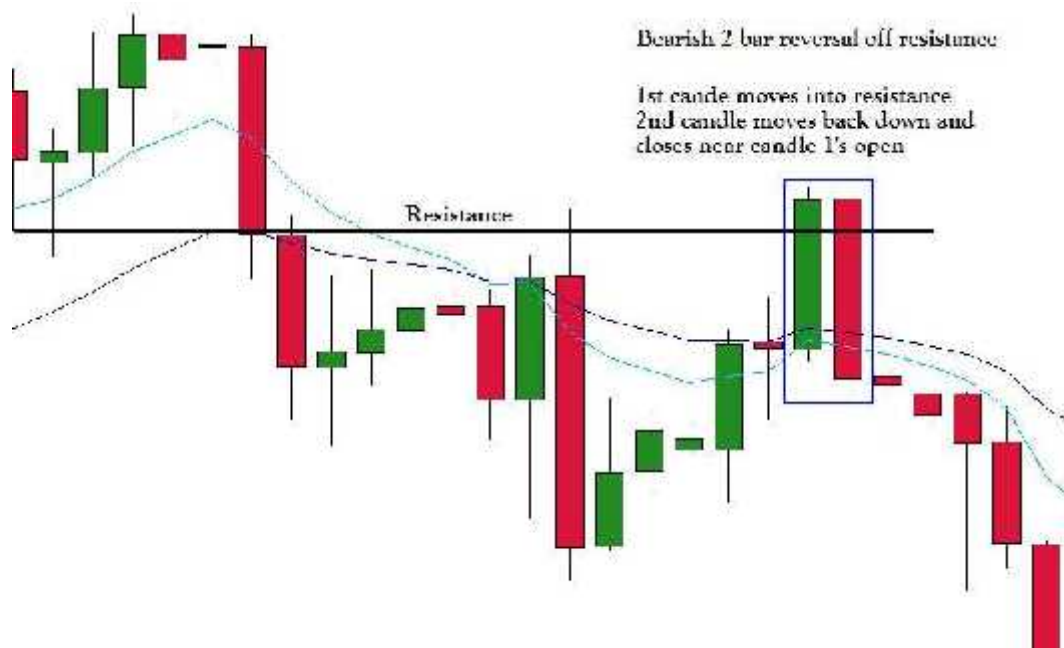 Bearish 2 bar reversal off resistance
1st cande moves into resistance
2nd candle moves back down and
closes near candle 1's open
Resistance